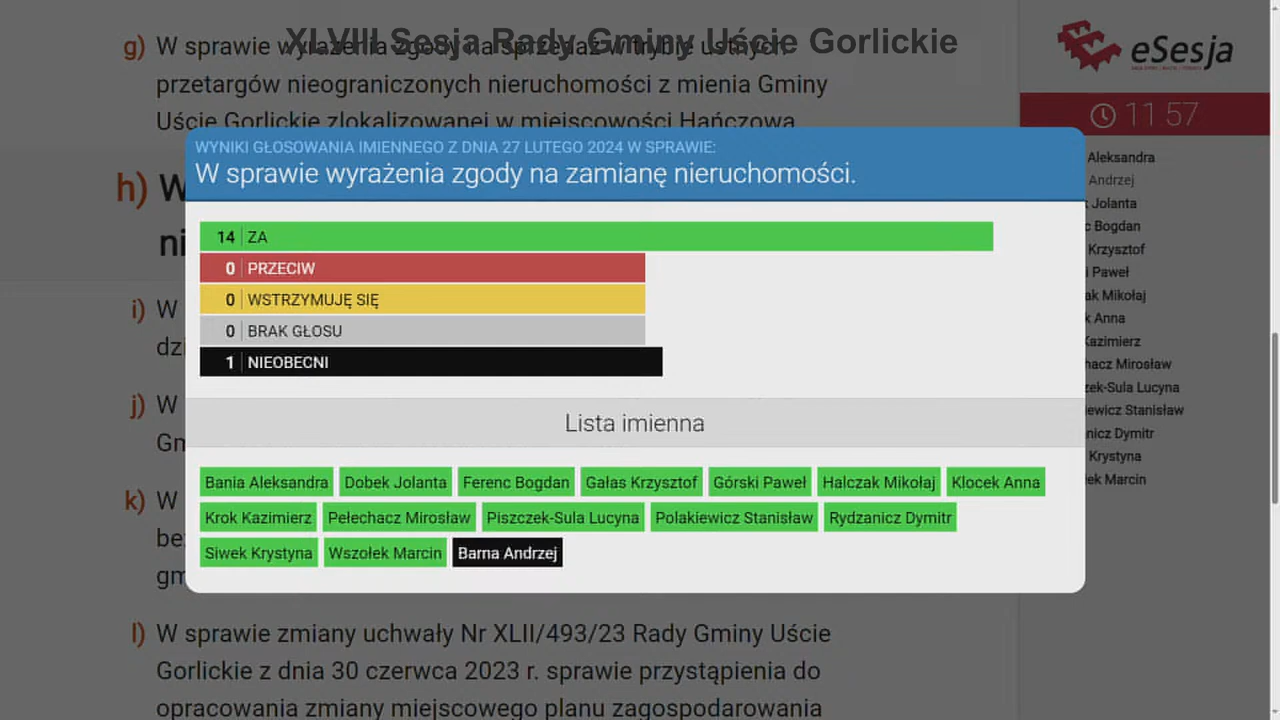 XLVIII Sesja Rady Gminy Uście Gorlickie
g) W sprawie wyrażenia zgody na sprzedaż w trybie ustnych
przetargów nieograniczonych nieruchomości z mienia Gminy
Uście Gorlickie zlokalizowanej w miejscowości Hańczowa
eSesja
11:57
WYNIKI GŁOSOWANIA IMIENNEGO Z DNIA 27 LUTEGO 2024 W SPRAWIE:
W sprawie wyrażenia zgody na zamianę nieruchomości.
14 ZA
0 PRZECIW
0 WSTRZYMUJĘ SIĘ
0 BRAK GŁOSU
1 NIEOBECNI
Lista imienna
Bania Aleksandra Dobek Jolanta Ferenc Bogdan Gałas Krzysztof Górski Paweł Halczak Mikołaj Klocek Anna
Krok Kazimierz Pełechacz Mirosław Piszczek-Sula Lucyna Polakiewicz Stanisław Rydzanicz Dymitr
Siwek Krystyna Wszołek Marcin Barna Andrzej
h) W
ni
i) W
dzi
j) W
Gm
k) W
be
gm
l) W sprawie zmiany uchwały Nr XLII/493/23 Rady Gminy Uście
Gorlickie z dnia 30 czerwca 2023 r. sprawie przystąpienia do
opracowania zmiany miejscowego planu zagospodarowania
Aleksandra
Andrzej
Jolanta
Bogdan
Krzysztof
Paweł
Mikołaj
Anna
Kazimierz
Mirosław
Lucyna
Stanisław
Dymitr
Krystyna
Marcin